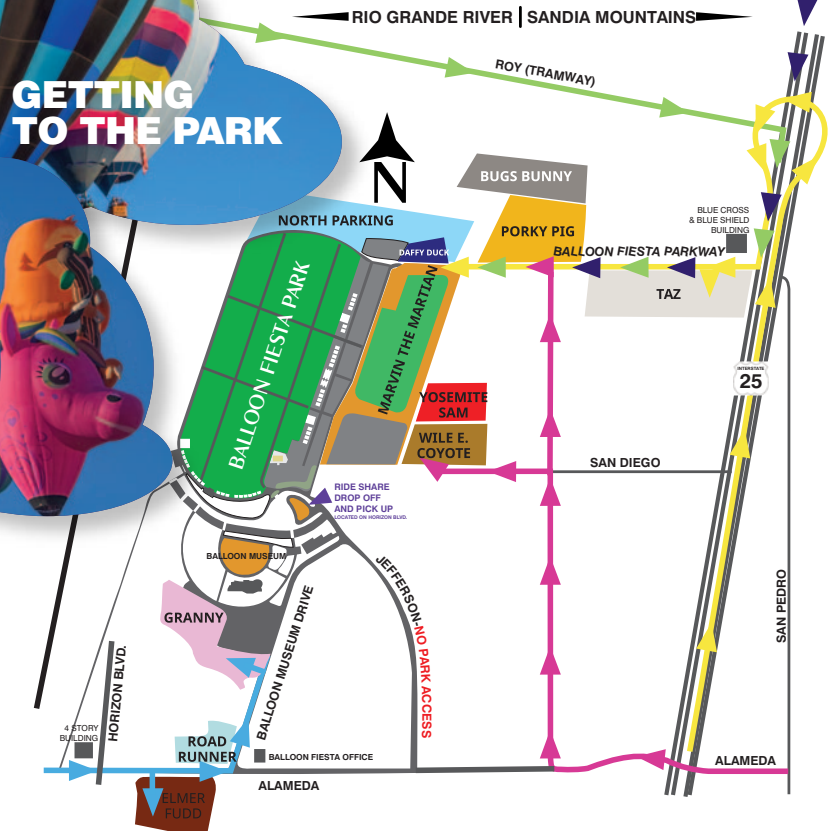 RIO GRANDE RIVER | SANDIA MOUNTAINS
ROY (TRAMWAY)
GETTING
TO THE PARK
N
BUGS BUNNY
NORTH PARKING
PORKY PIG
BLUE CROSS
& BLUE SHIELD
BUILDING
DAFFY DUCK
BALLOON FIESTA PARKWAY
TAZ
BALLOON FIESTA PARK
MARVIN THE MARTIAN
INTERSTATE
25
YOSEMITE
SAM
WILE E.
COYOTE
SAN DIEGO
RIDE SHARE
DROP OFF
AND PICK UP
LOCATED ON HORIZON BLVD.
BALLOON MUSEUM
JEFFERSON-NO PARK ACCESS
SAN PEDRO
GRANNY
BALLOON MUSEUM DRIVE
HORIZON BLVD.
4 STORY
BUILDING
ROAD
RUNNER
BALLOON FIESTA OFFICE
ALAMEDA
ALAMEDA
ELMER
FUDD